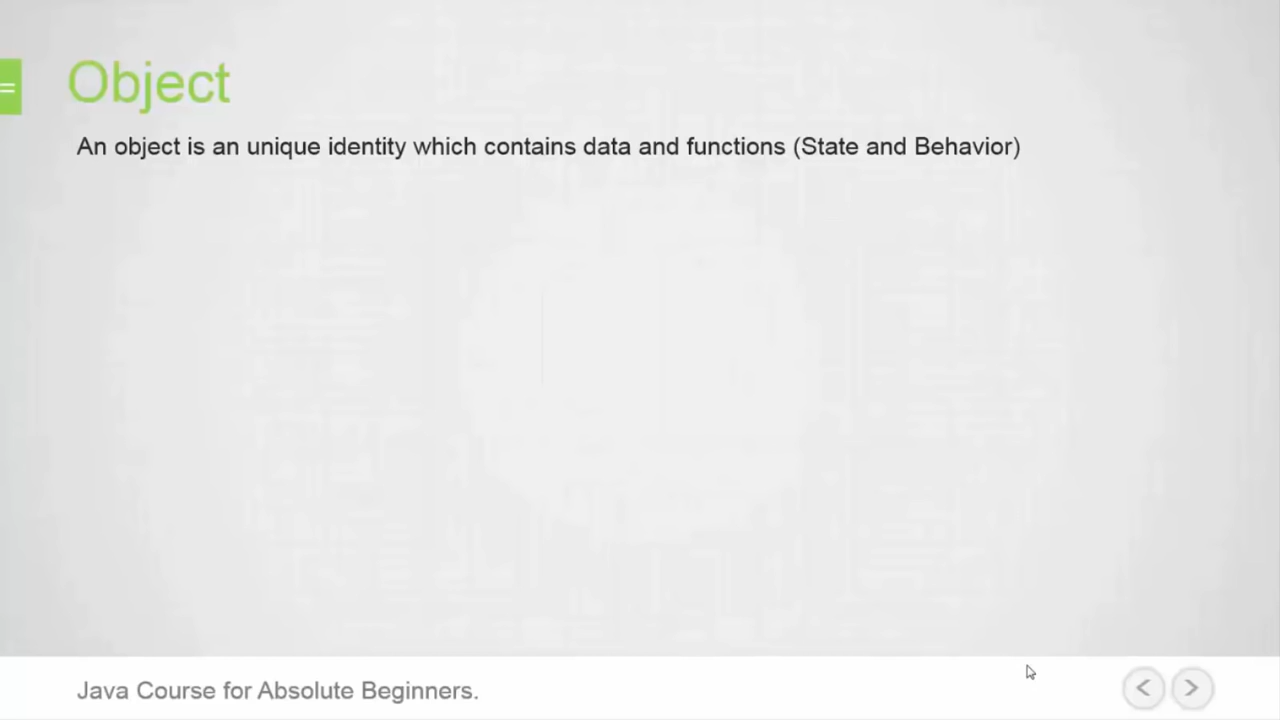 Object
An object is an unique identity which contains data and functions (State and Behavior)
Java Course for Absolute Beginners.